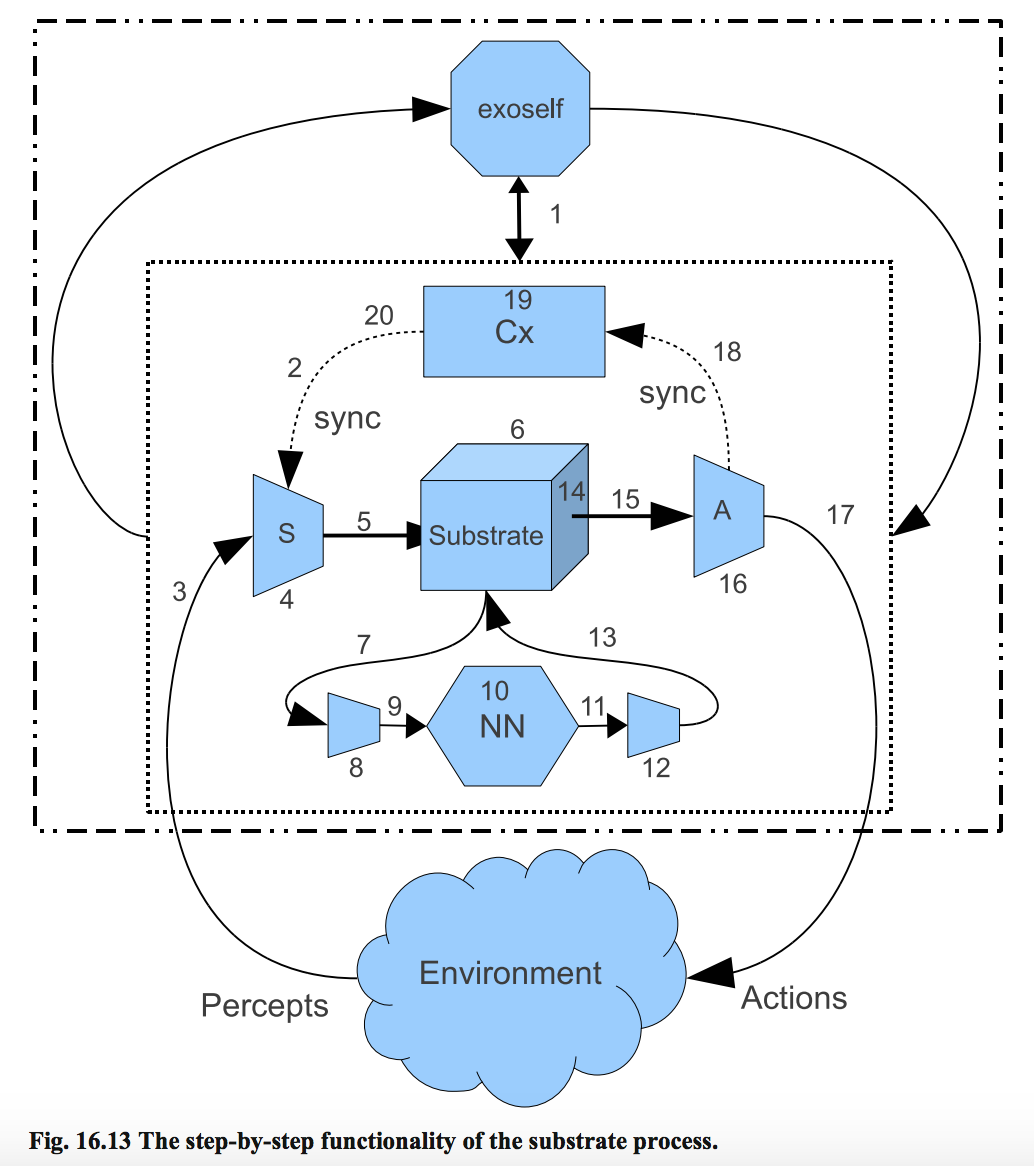 exoself
1
19
Cx
20
18
2
sync
sync
6
14
15
17
5
S
Substrate
A
3
4
16
7
13
10
9
11
NN
8
12
Environment
Percepts
Actions
Fig. 16.13 The step-by-step functionality of the substrate process.